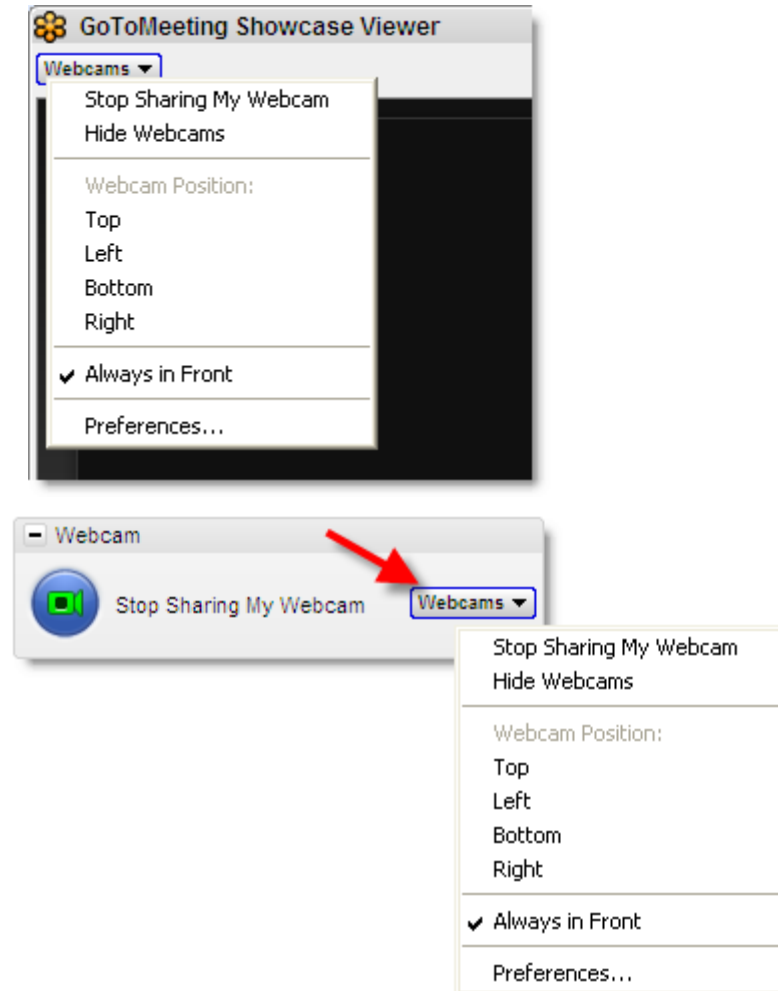 GoToMeeting Showcase Viewer
Webcams
Stop Sharing My Webcam
Hide Webcams
Webcam Position:
Top
Left
Bottom
Right
Always in Front
Preferences...
Webcam
Stop Sharing My Webcam Webcams
Stop Sharing My Webcam
Hide Webcams
Webcam Position:
Top
Left
Bottom
Right
Always in Front
Preferences...